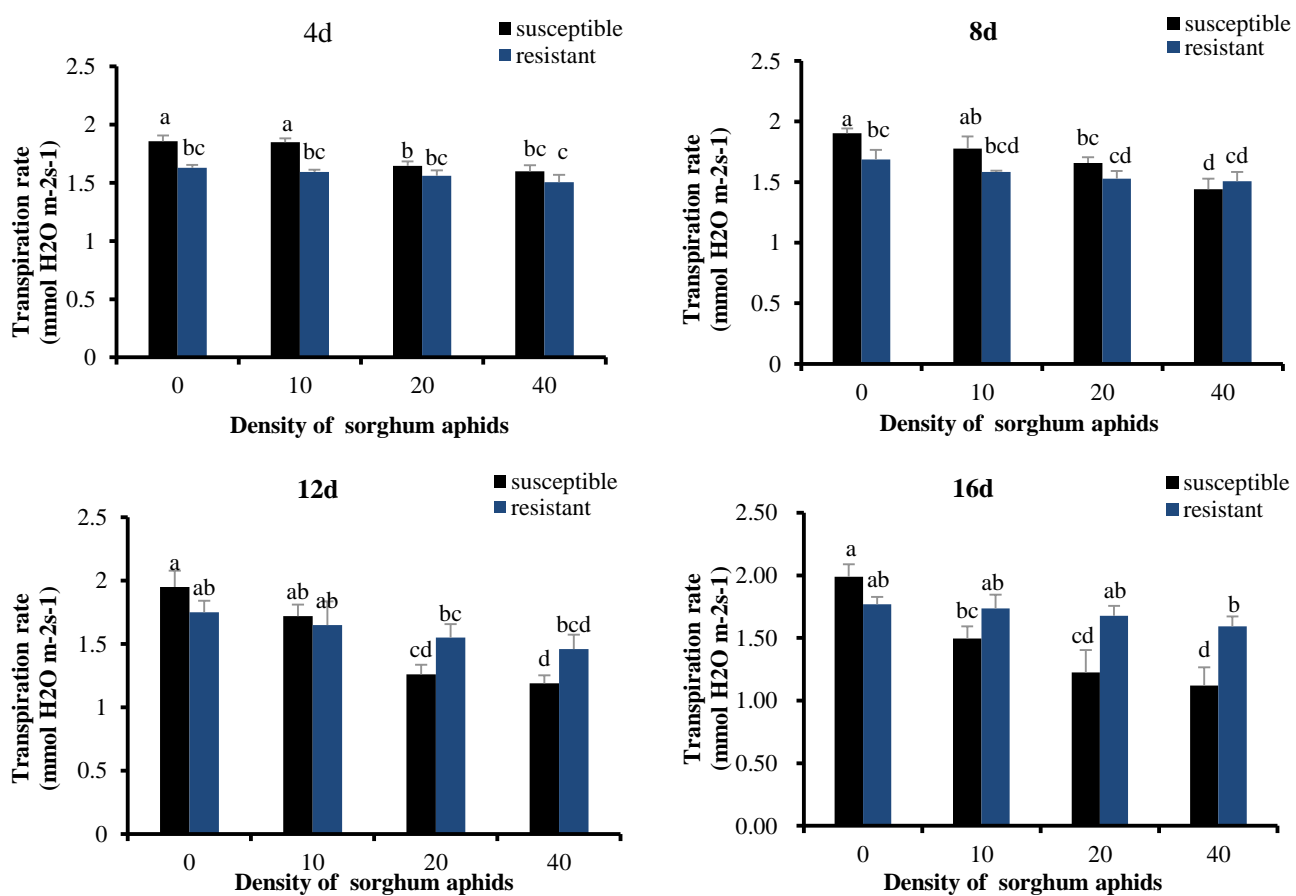 4d
susceptible
resistant
2.5
2
1.5
1
0.5
0
Transpiration rate
(mmol H2O m-2s-1)
a
bc
a
bc
b
bc
bc
c
0
10
20
40
Density of sorghum aphids
8d
susceptible
resistant
2.5
2
1.5
1
0.5
0
Transpiration rate
(mmol H2O m-2s-1)
a
bc
ab
bcd
bc
cd
d
cd
0
10
20
40
Density of sorghum aphids
12d
susceptible
resistant
2.5
2
1.5
1
0.5
0
Transpiration rate
(mmol H2O m-2s-1)
a
ab
ab
ab
cd
bc
d
bcd
0
10
20
40
Density of sorghum aphids
16d
susceptible
resistant
2.50
2.00
1.50
1.00
0.50
0.00
Transpiration rate
(mmol H2O m-2s-1)
a
ab
bc
ab
cd
ab
d
b
0
10
20
40
Density of sorghum aphids